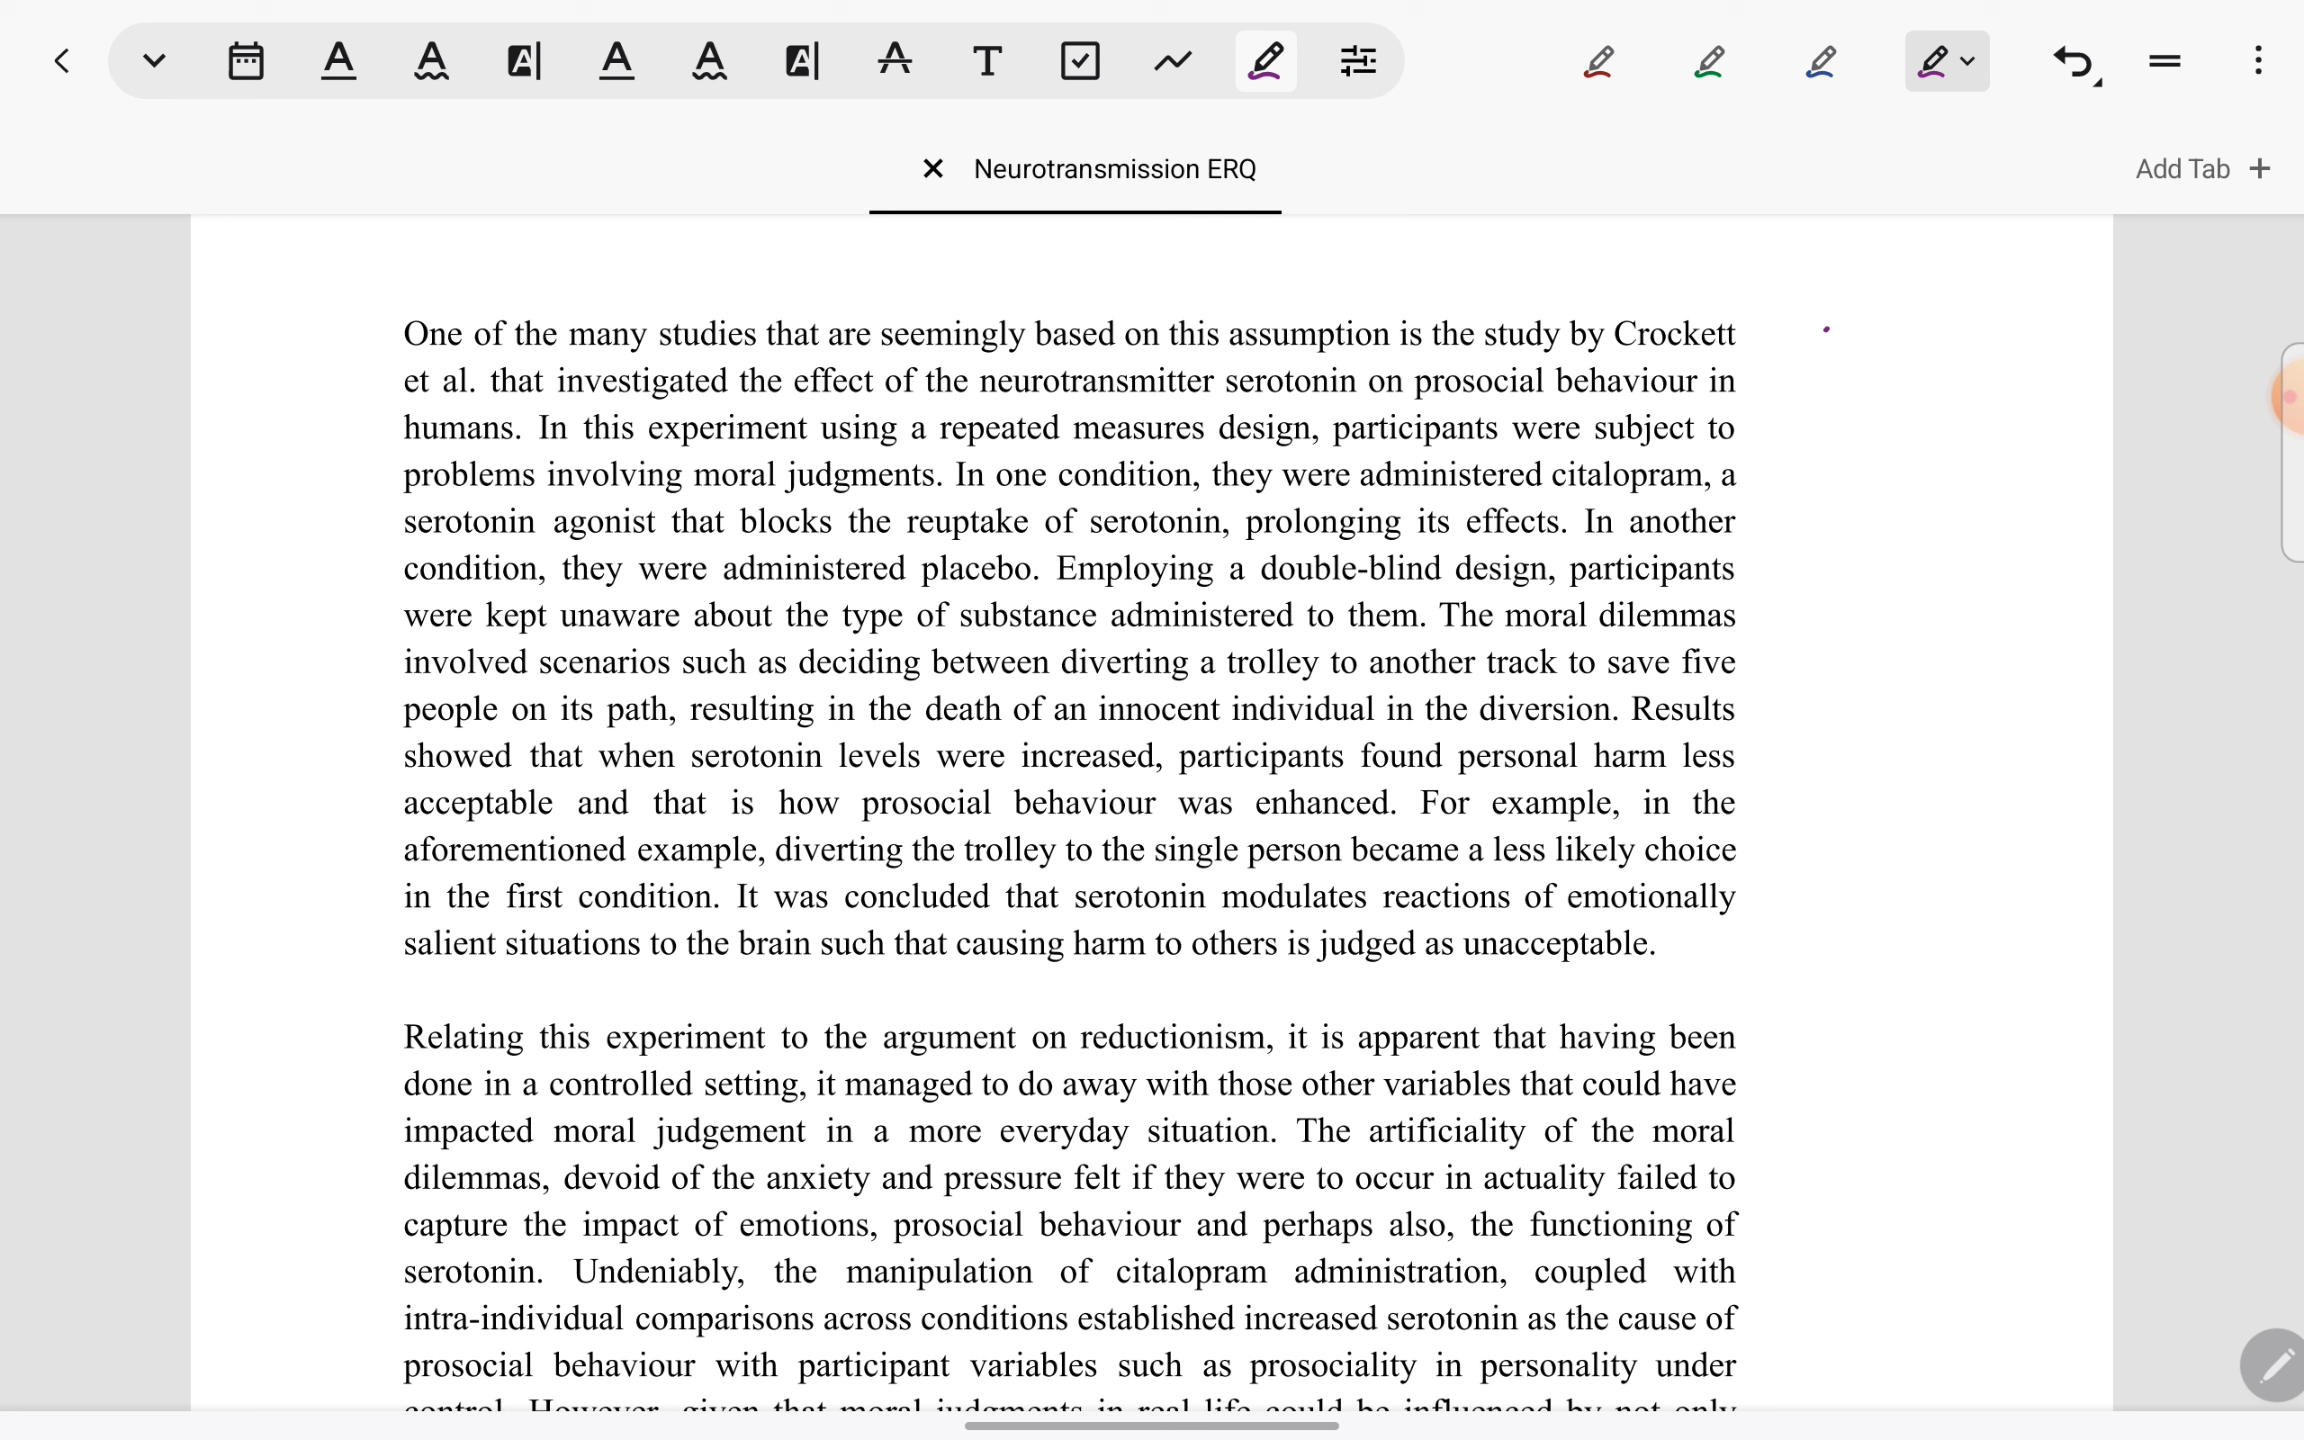 Neurotransmission ERQ
Add Tab +
One of the many studies that are seemingly based on this assumption is the study by Crockett
et al. that investigated the effect of the neurotransmitter serotonin on prosocial behaviour in
humans. In this experiment using a repeated measures design, participants were subject to
problems involving moral judgments. In one condition, they were administered citalopram, a
serotonin agonist that blocks the reuptake of serotonin, prolonging its effects. In another
condition, they were administered placebo. Employing a double-blind design, participants
were kept unaware about the type of substance administered to them. The moral dilemmas
involved scenarios such as deciding between diverting a trolley to another track to save five
people on its path, resulting in the death of an innocent individual in the diversion. Results
showed that when serotonin levels were increased, participants found personal harm less
acceptable and that is how prosocial behaviour was enhanced. For example, in the
aforementioned example, diverting the trolley to the single person became a less likely choice
in the first condition. It was concluded that serotonin modulates reactions of emotionally
salient situations to the brain such that causing harm to others is judged as unacceptable.
Relating this experiment to the argument on reductionism, it is apparent that having been
done in a controlled setting, it managed to do away with those other variables that could have
impacted moral judgement in a more everyday situation. The artificiality of the moral
dilemmas, devoid of the anxiety and pressure felt if they were to occur in actuality failed to
capture the impact of emotions, prosocial behaviour and perhaps also, the functioning of
serotonin. Undeniably, the manipulation of citalopram administration, coupled with
intra-individual comparisons across conditions established increased serotonin as the cause of
prosocial behaviour with participant variables such as prosociality in personality under
control. However, given that moral judgments in real life could be influenced by not only